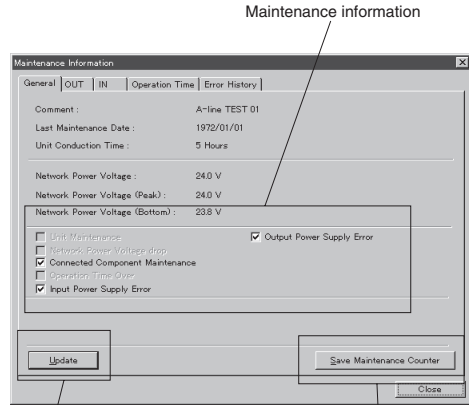 Maintenance information
Maintenance Information
General OUT IN Operation Time Error History
Comment : A-line TEST 01
Last Maintenance Date : 1972/01/01
Unit Conduction Time : 5 Hours
Network Power Voltage : 24.0 V
Network Power Voltage (Peak) : 24.0 V
Network Power Voltage (Bottom) : 23.8 V
Unit Maintenance Output Power Supply Error
Network Power Voltage drop
Connected Component Maintenance
Operation Time Over
Input Power Supply Error
Update Save Maintenance Counter
Close